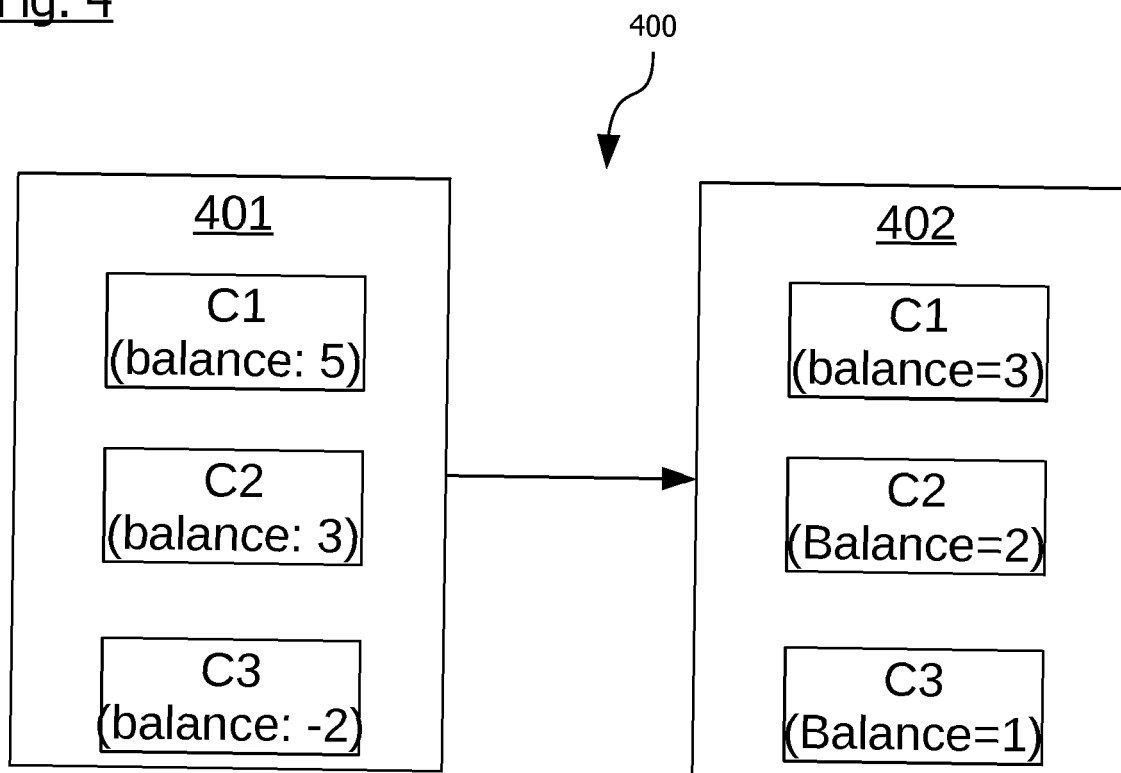 Fig. 4
400
401
C1
(balance: 5)
C2
(balance: 3)
C3
(balance: -2)
402
C1
(balance=3)
C2
(Balance=2)
C3
(Balance=1)